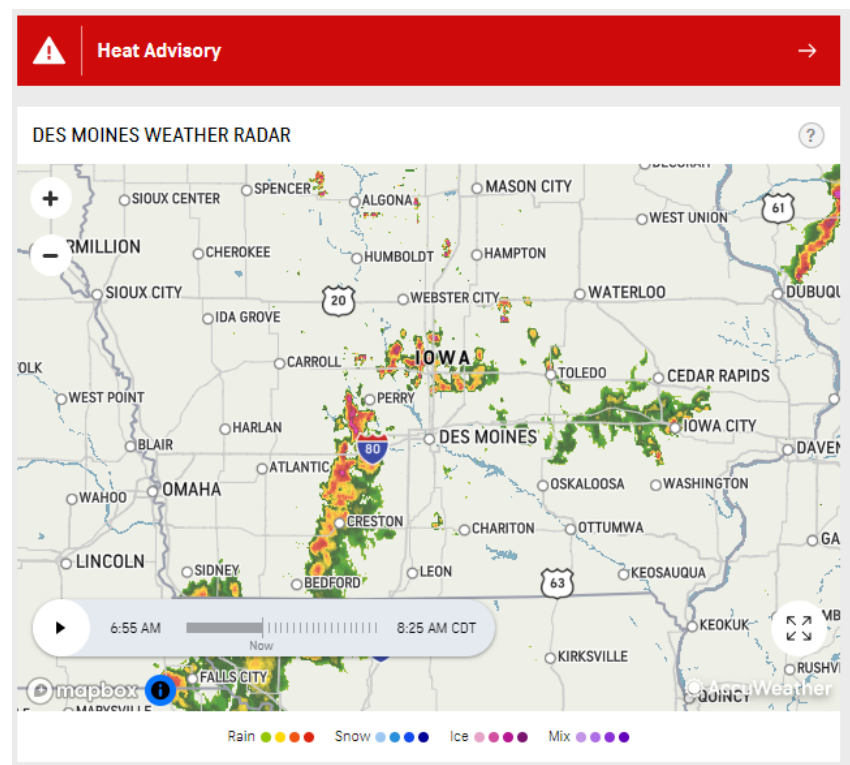 Heat Advisory
DES MOINES WEATHER RADAR
?
+
SPENCER
MASON CITY
SIOUX CENTER
ALGONA
61
WEST UNION
RMILLION
−
CHEROKEE
HUMBOLDT
HAMPTON
SIOUX CITY
20
WEBSTER CITY
WATERLOO
DUBUQU
IDA GROVE
IOWA
CARROLL
OLK
TOLEDO
CEDAR RAPIDS
WEST POINT
PERRY
HARLAN
IOWA CITY
DES MOINES
BLAIR
80
DAVEN
ATLANTIC
OSKALOOSA
WASHINGTON
WAHOO
OMAHA
CRESTON
CHARITON
OTTUMWA
GA
LINCOLN
SIDNEY
LEON
KEOSAUQUA
BEDFORD
63
6:55 AM
8:25 AM CDT
Now
KEOKUK
MB
KIRKSVILLE
RUSHVI
FALLS CITY
mapbox
i
AccuWeather
QUINCY
MARYSVILLE
Rain Snow Ice Mix